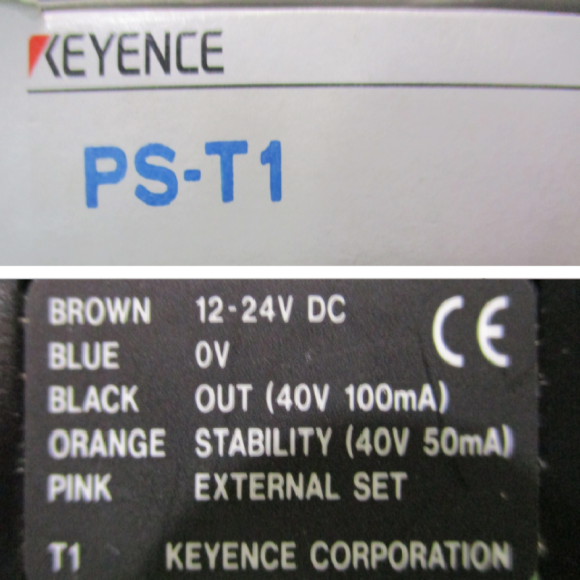 KEYENCE
PS-T1
BROWN 12-24V DC
CE
BLUE 0V
BLACK OUT (40V 100mA)
ORANGE STABILITY (40V 50mA)
PINK EXTERNAL SET
T1 KEYENCE CORPORATION